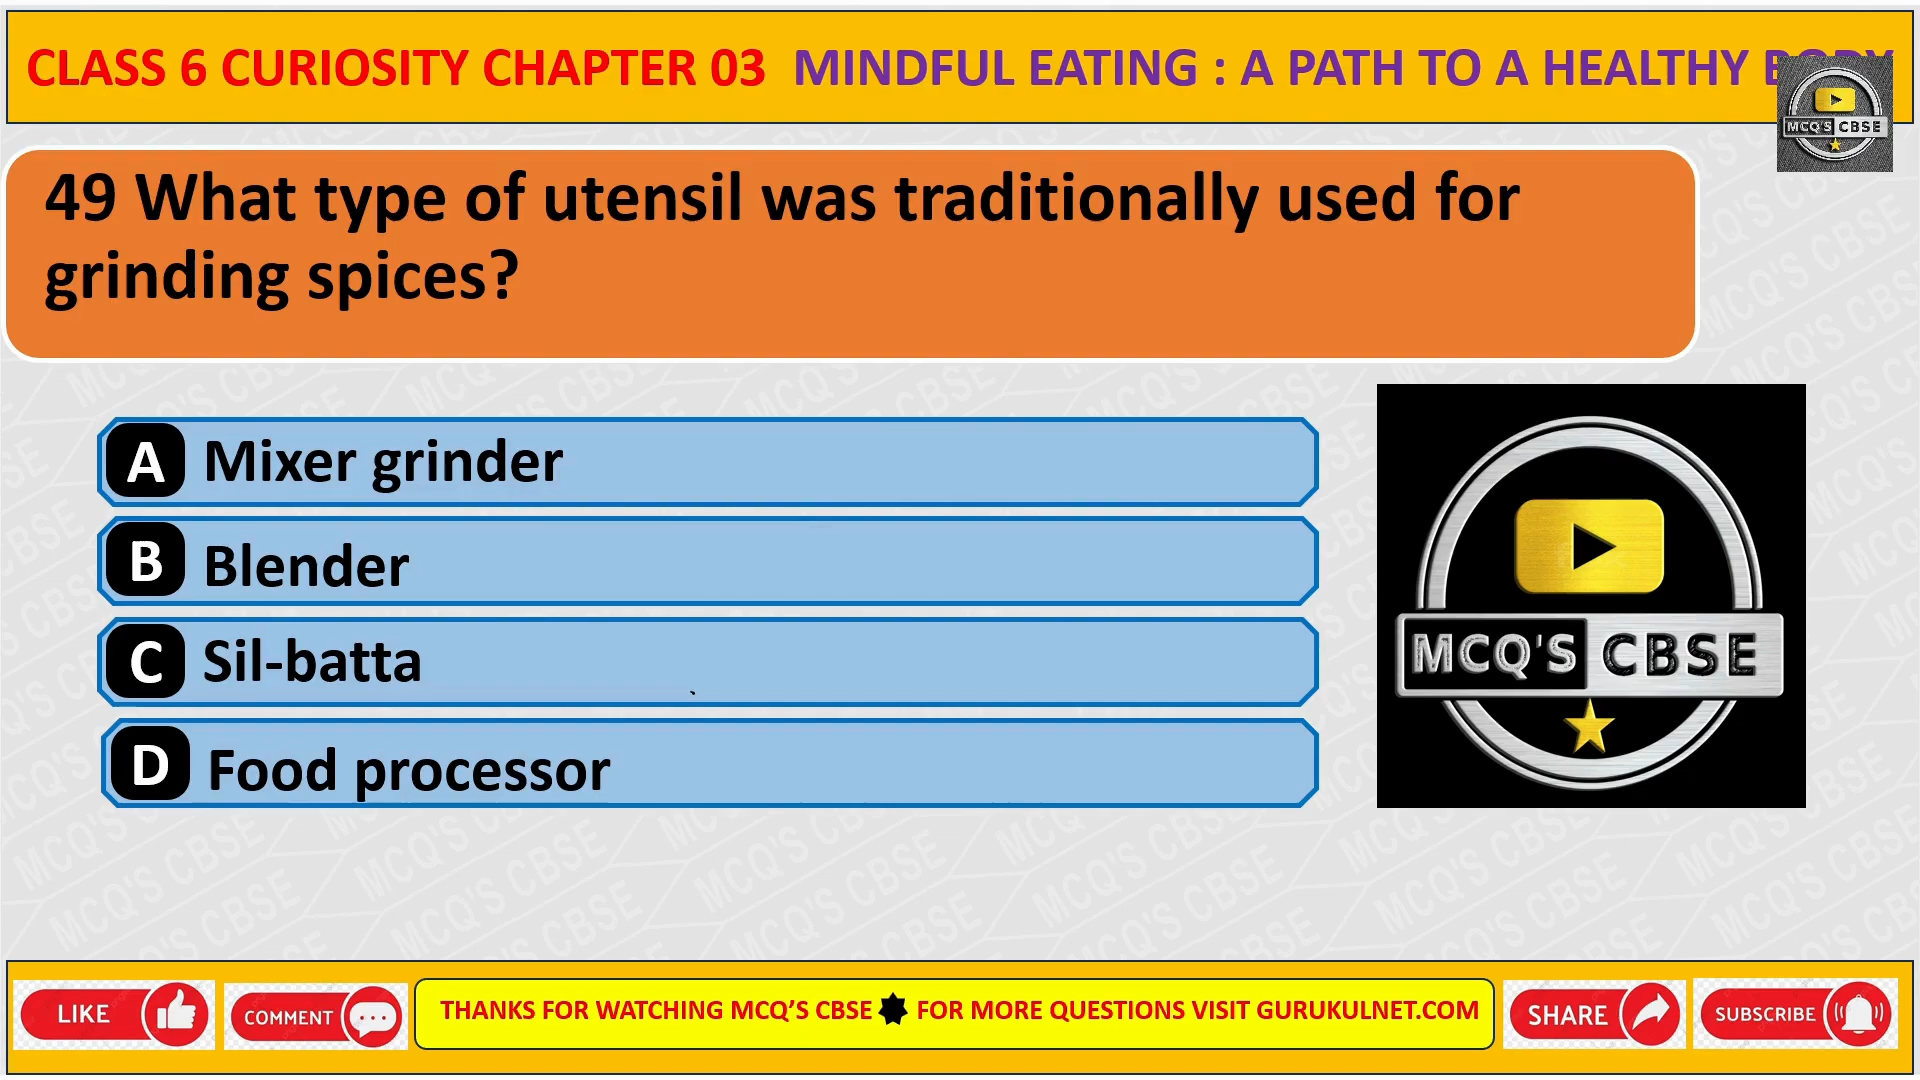 CLASS 6 CURIOSITY CHAPTER 03 MINDFUL EATING : A PATH TO A HEALTHY BODY
MCQ'S CBSE
49 What type of utensil was traditionally used for
grinding spices?
A Mixer grinder
B Blender
C Sil-batta
D Food processor
MCQ'S CBSE
LIKE
COMMENT
THANKS FOR WATCHING MCQ’S CBSE FOR MORE QUESTIONS VISIT GURUKULNET.COM
SHARE
SUBSCRIBE